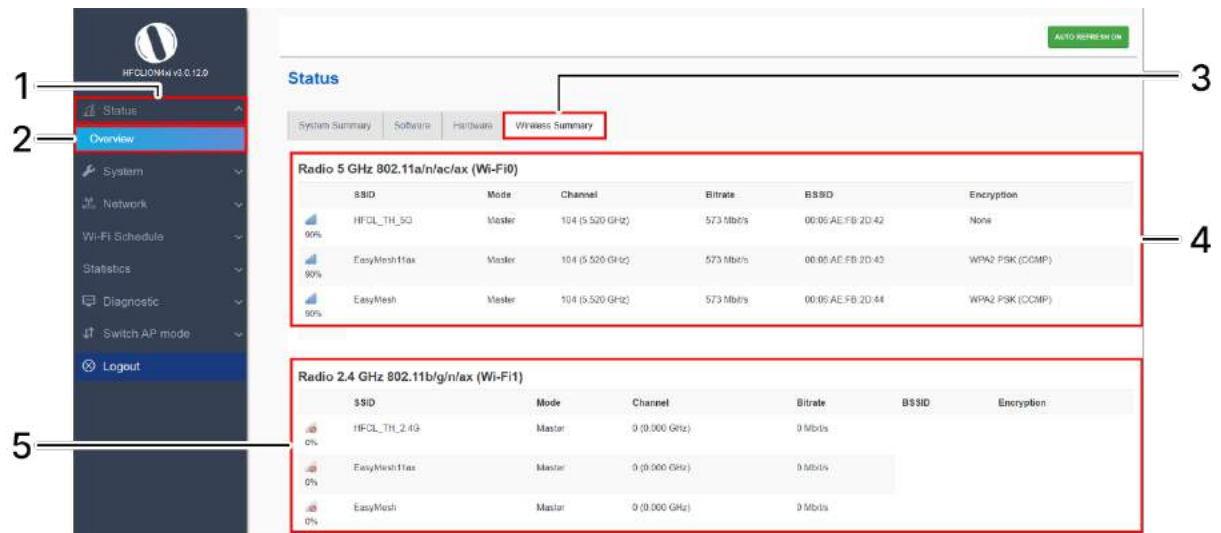 AUTO REFRESH ON
HFCLION4xi v3.0.12.0
1
Status
2
Overview
System
Network
Wi-Fi Schedule
Statistics
Diagnostic
Switch AP mode
Logout
Status
3
System Summary Software Hardware Wireless Summary
4
Radio 5 GHz 802.11a/n/ac/ax (Wi-Fi0)
SSID Mode Channel Bitrate BSSID Encryption
HFCL_TH_5G Master 104 (5.520 GHz) 573 Mbit/s 00:06:AE:FB:2D:42 None
90%
EasyMesh11ax Master 104 (5.520 GHz) 573 Mbit/s 00:06:AE:FB:2D:43 WPA2 PSK (CCMP)
90%
EasyMesh Master 104 (5.520 GHz) 573 Mbit/s 00:06:AE:FB:2D:44 WPA2 PSK (CCMP)
90%
5
Radio 2.4 GHz 802.11b/g/n/ax (Wi-Fi1)
SSID Mode Channel Bitrate BSSID Encryption
HFCL_TH_2.4G Master 0 (0.000 GHz) 0 Mbit/s
0%
EasyMesh11ax Master 0 (0.000 GHz) 0 Mbit/s
0%
EasyMesh Master 0 (0.000 GHz) 0 Mbit/s
0%